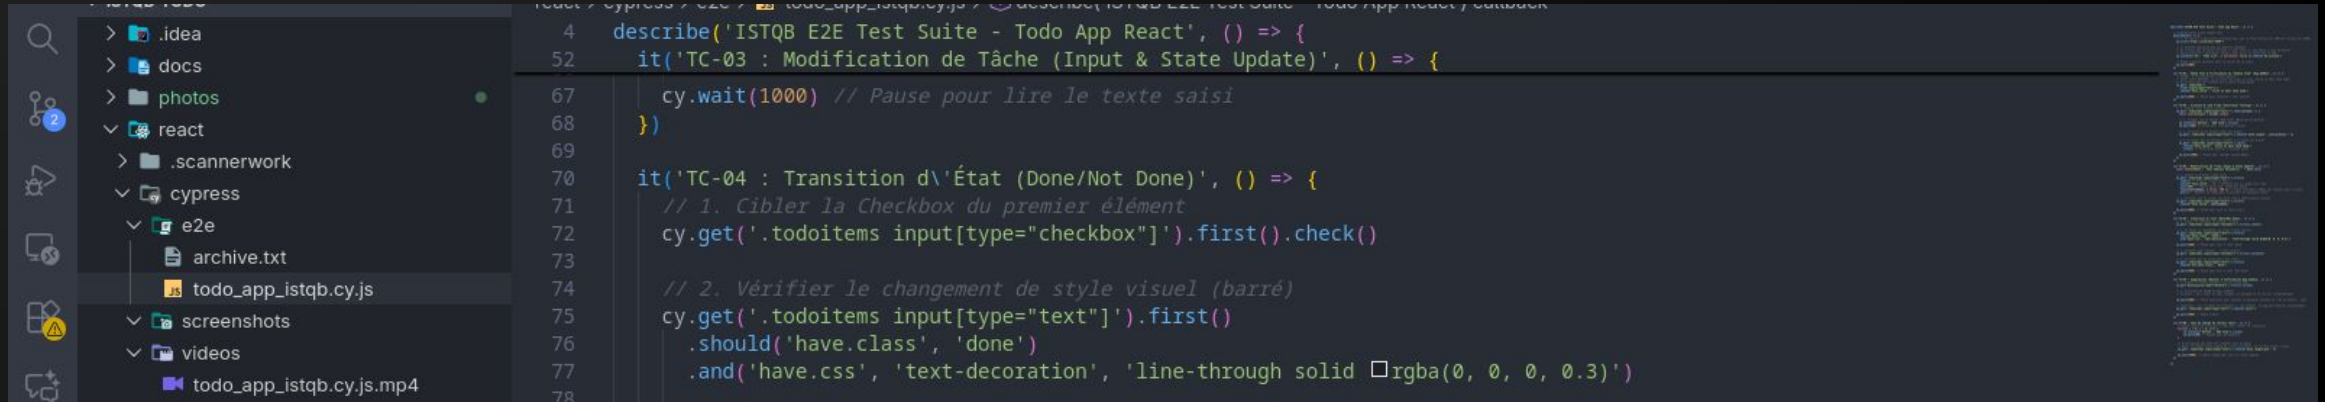 .idea
docs
photos
react
.scannerwork
cypress
e2e
archive.txt
todo_app_istqb.cy.js
screenshots
videos
todo_app_istqb.cy.js.mp4
2
4 describe('ISTQB E2E Test Suite - Todo App React', () => {
52 it('TC-03 : Modification de Tâche (Input & State Update)', () => {
67 cy.wait(1000) // Pause pour lire le texte saisi
68 })
69
70 it('TC-04 : Transition d\'État (Done/Not Done)', () => {
71 // 1. Cibler la Checkbox du premier élément
72 cy.get('.todoitems input[type="checkbox"]').first().check()
73
74 // 2. Vérifier le changement de style visuel (barré)
75 cy.get('.todoitems input[type="text"]').first()
76 .should('have.class', 'done')
77 .and('have.css', 'text-decoration', 'line-through solid rgba(0, 0, 0, 0.3)')
78